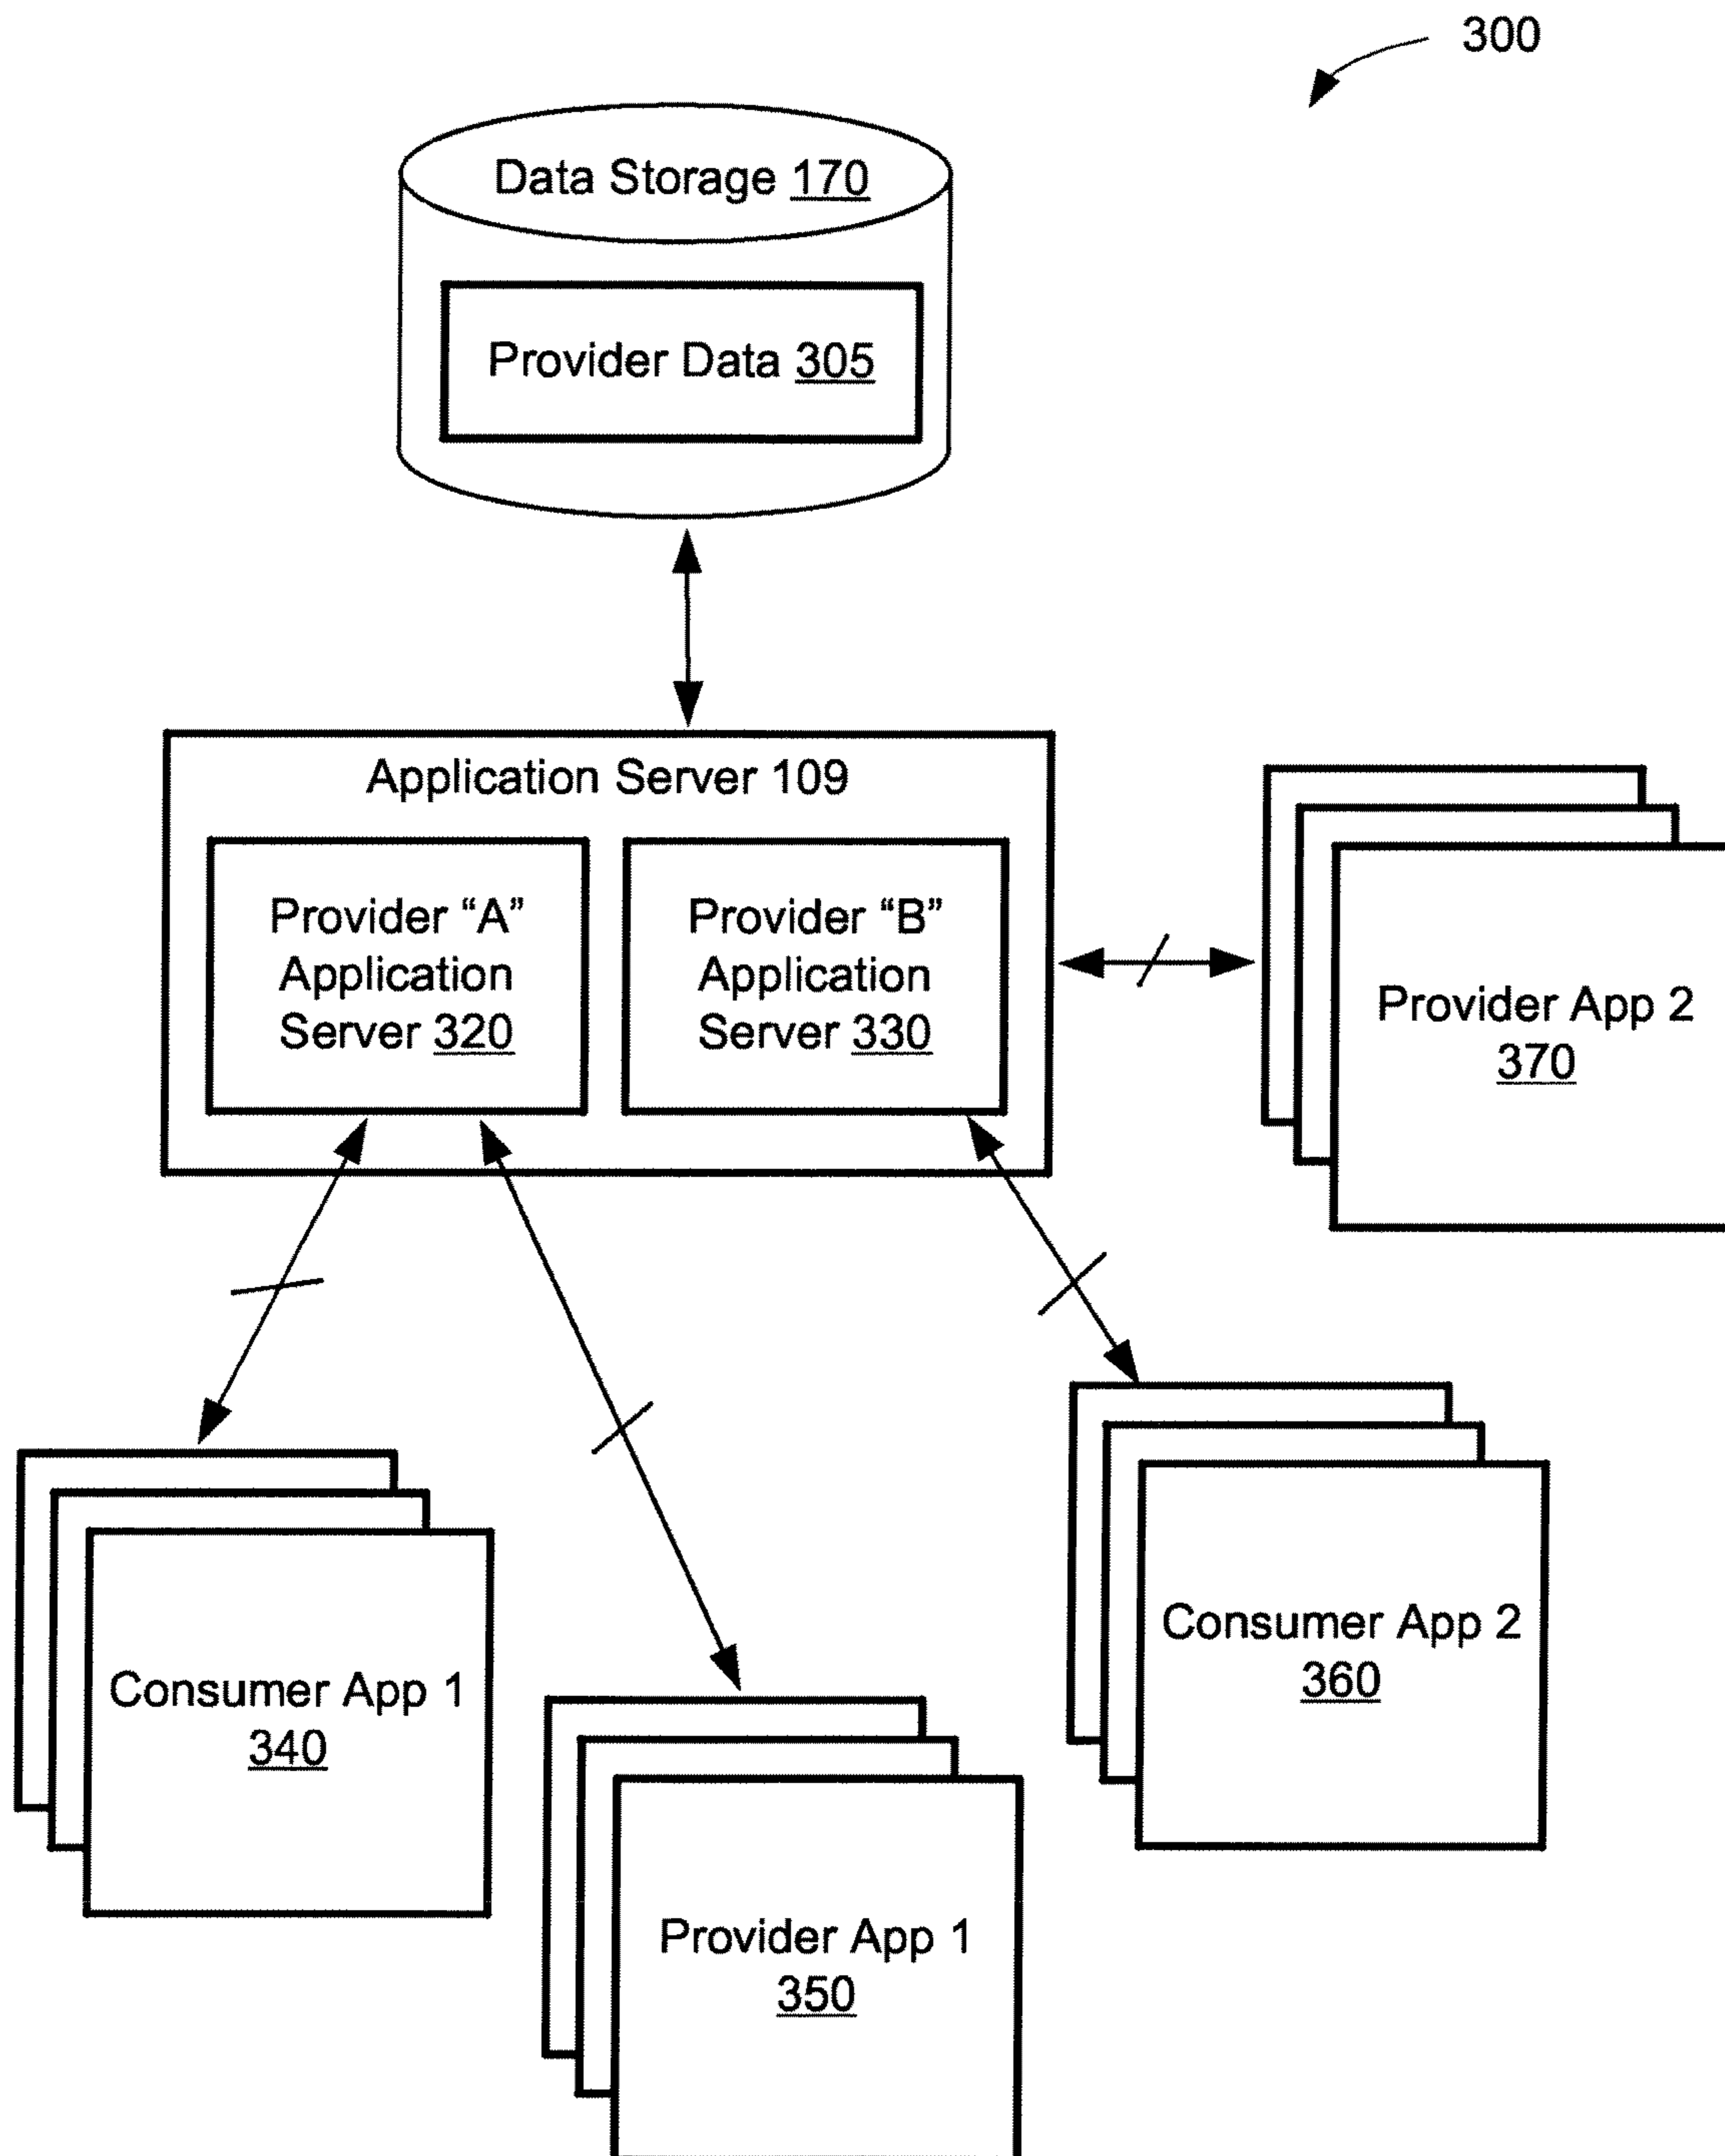 300
Data Storage 170
Provider Data 305
Application Server 109
Provider “A”
Application
Server 320
Provider “B”
Application
Server 330
Provider App 2
370
Consumer App 2
360
Consumer App 1
340
Provider App 1
350